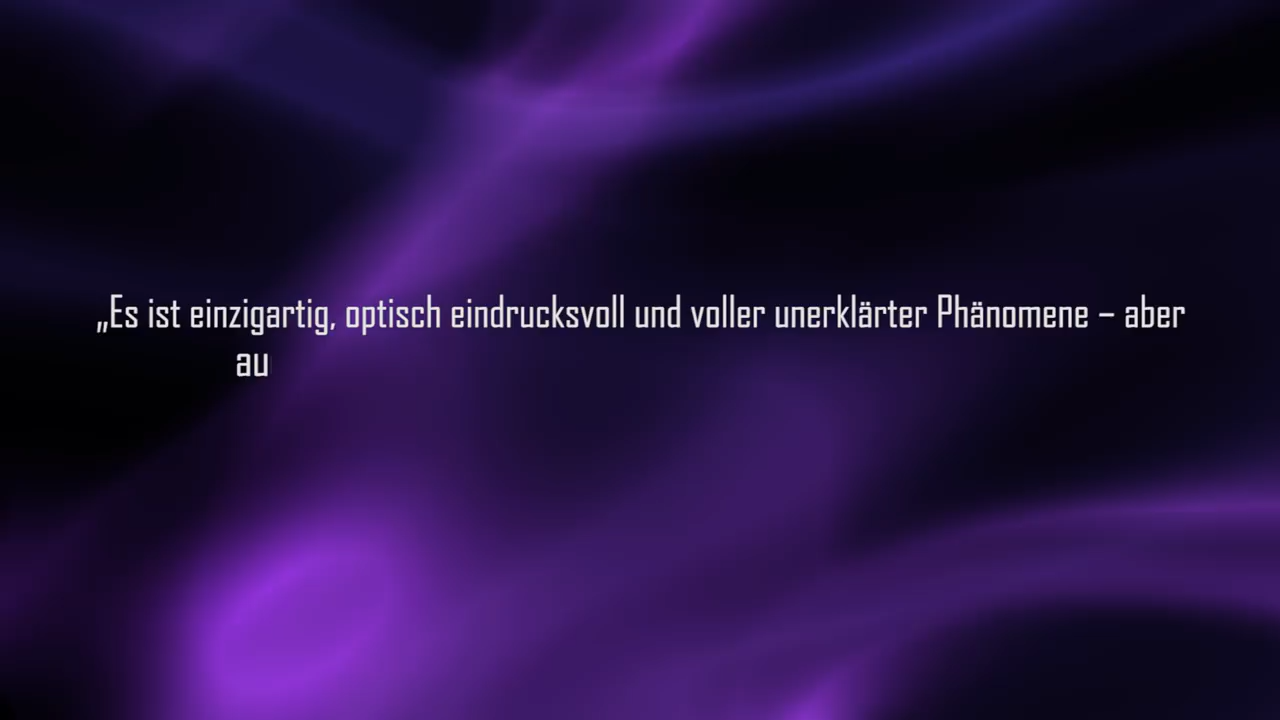 „Es ist einzigartig, optisch eindrucksvoll und voller unerklärter Phänomene – aber
au